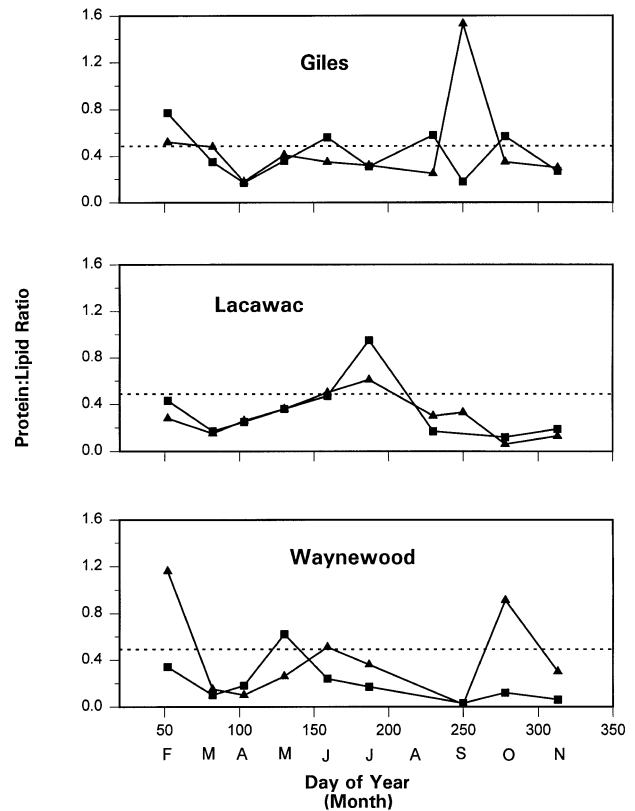 1.6
1.2
0.8
0.4
0.0
Giles
1.6
1.2
0.8
0.4
0.0
Lacawac
Protein:Lipid Ratio
1.6
1.2
0.8
0.4
0.0
Waynewood
50 100 150 200 250 300 350
F M A M J J A S O N
Day of Year
(Month)